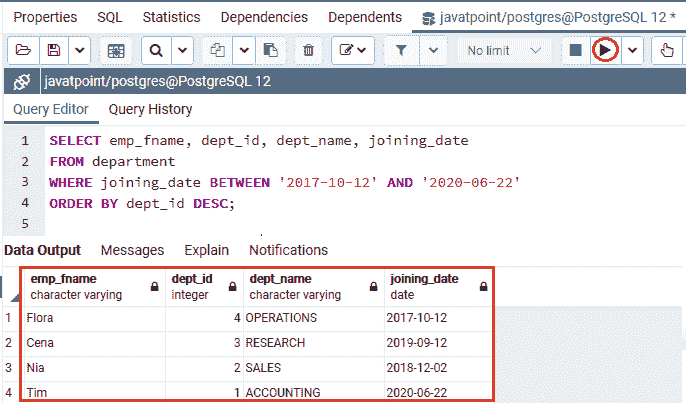 Properties SQL Statistics Dependencies Dependents javatpoint/postgres@PostgreSQL 12 *
No limit
javatpoint/postgres@PostgreSQL 12
Query Editor Query History
1 SELECT emp_fname, dept_id, dept_name, joining_date
2 FROM department
3 WHERE joining_date BETWEEN '2017-10-12' AND '2020-06-22'
4 ORDER BY dept_id DESC;
5
Data Output Messages Explain Notifications
emp_fname dept_id dept_name joining_date
character varying integer character varying date
1 Flora 4 OPERATIONS 2017-10-12
2 Cena 3 RESEARCH 2019-09-12
3 Nia 2 SALES 2018-12-02
4 Tim 1 ACCOUNTING 2020-06-22